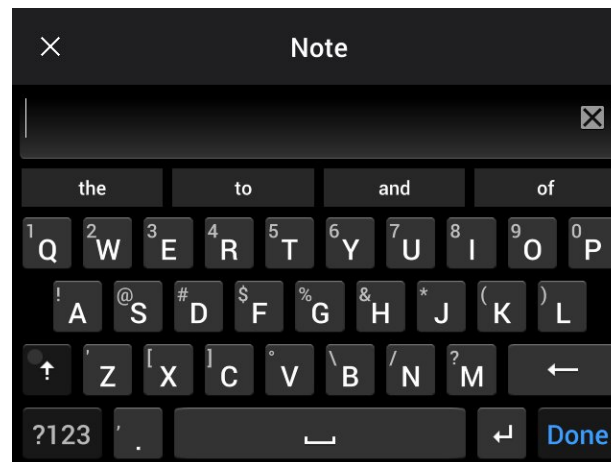 Note
the to and of
1Q 2W 3E 4R 5T 6Y 7U 8I 9O 0P
!A @S #D $F %G &H *J (K )L
'Z [X ]C °V \B /N ?M
?123 ' . Done